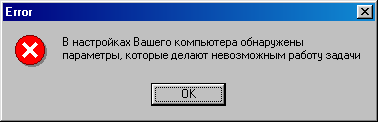 Error
В настройках Вашего компьютера обнаружены
параметры, которые делают невозможным работу задачи
OK